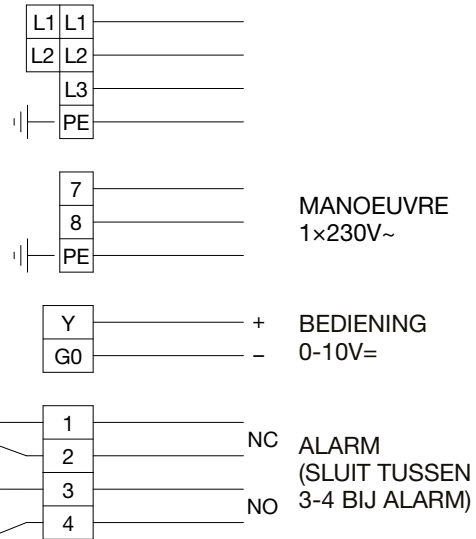 L1 L1
L2 L2
L3
PE
7
8
PE
MANOEUVRE
1×230V~
Y +
G0 –
BEDIENING
0-10V=
1
2
3
4
NC
NO
ALARM
(SLUIT TUSSEN
3-4 BIJ ALARM)